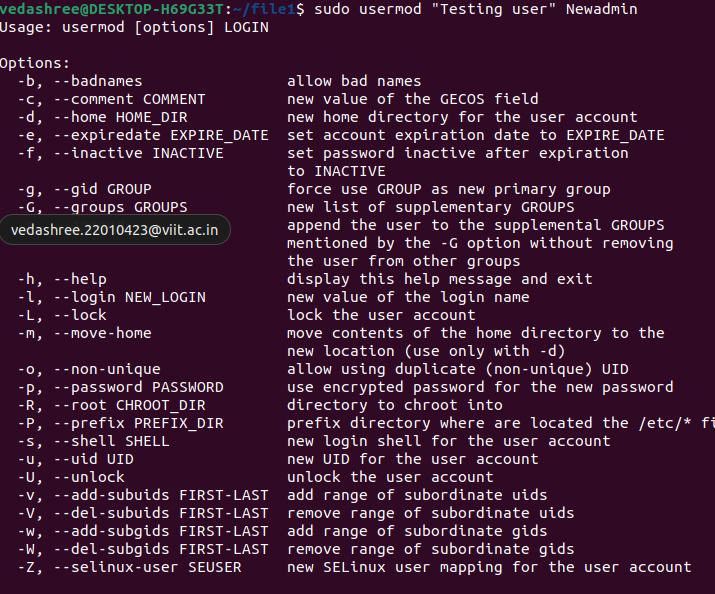 vedashree@DESKTOP-H69G33T:~/file1$ sudo usermod "Testing user" Newadmin
Usage: usermod [options] LOGIN
Options:
-b, --badnames allow bad names
-c, --comment COMMENT new value of the GECOS field
-d, --home HOME_DIR new home directory for the user account
-e, --expiredate EXPIRE_DATE set account expiration date to EXPIRE_DATE
-f, --inactive INACTIVE set password inactive after expiration
to INACTIVE
-g, --gid GROUP force use GROUP as new primary group
-G, --groups GROUPS new list of supplementary GROUPS
vedashree.22010423@viit.ac.in append the user to the supplemental GROUPS
mentioned by the -G option without removing
the user from other groups
-h, --help display this help message and exit
-l, --login NEW_LOGIN new value of the login name
-L, --lock lock the user account
-m, --move-home move contents of the home directory to the
new location (use only with -d)
-o, --non-unique allow using duplicate (non-unique) UID
-p, --password PASSWORD use encrypted password for the new password
-R, --root CHROOT_DIR directory to chroot into
-P, --prefix PREFIX_DIR prefix directory where are located the /etc/* fi
-s, --shell SHELL new login shell for the user account
-u, --uid UID new UID for the user account
-U, --unlock unlock the user account
-v, --add-subuids FIRST-LAST add range of subordinate uids
-V, --del-subuids FIRST-LAST remove range of subordinate uids
-w, --add-subgids FIRST-LAST add range of subordinate gids
-W, --del-subgids FIRST-LAST remove range of subordinate gids
-Z, --selinux-user SEUSER new SELinux user mapping for the user account